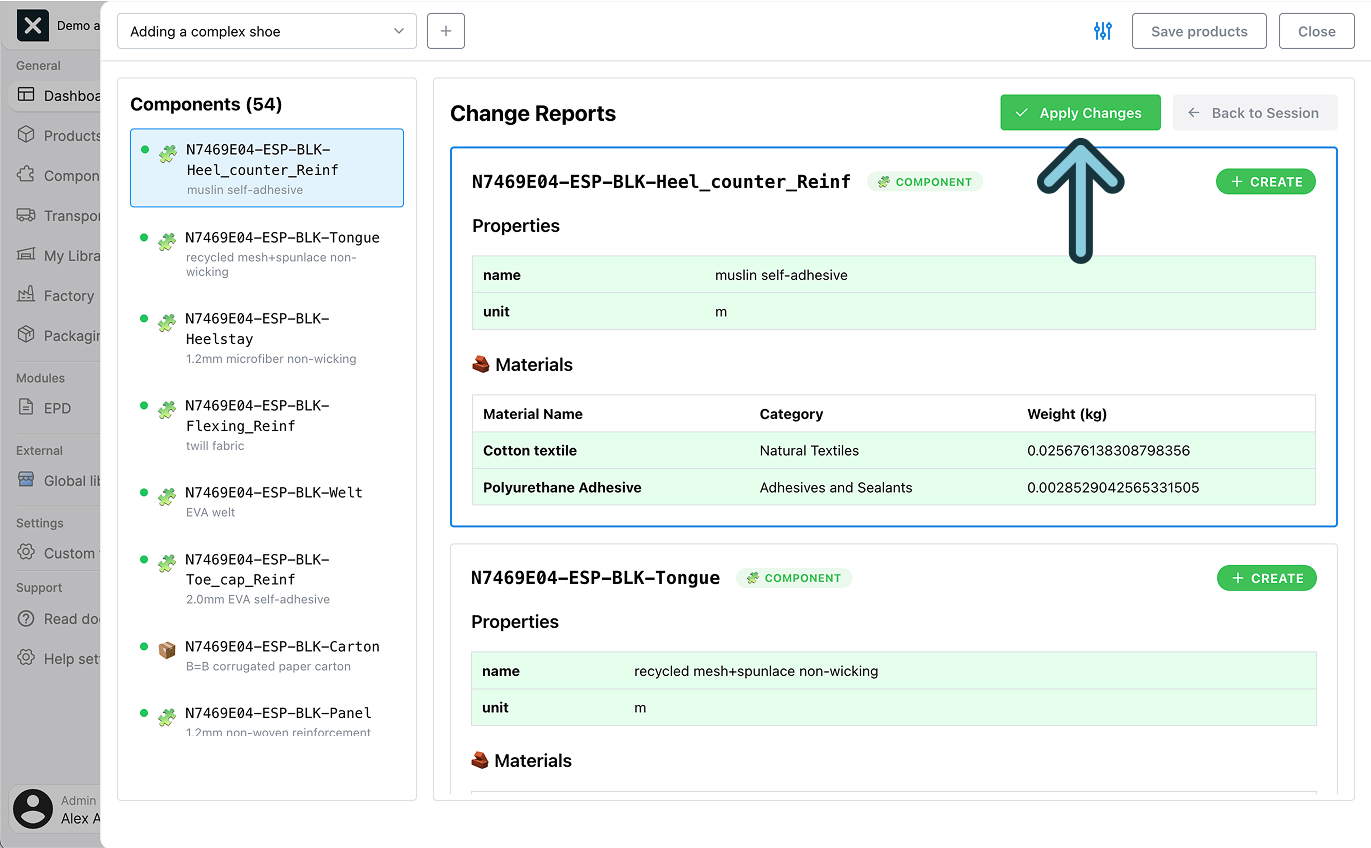 Demo a
Adding a complex shoe
Save products
Close
General
Dashboa
Products
Compon
Transpor
My Libra
Factory
Packagin
Modules
EPD
External
Global lib
Settings
Custom
Support
Read doc
Help sett
Admin
Alex A
Components (54)
N7469E04-ESP-BLK-
Heel_counter_Reinf
muslin self-adhesive
N7469E04-ESP-BLK-Tongue
recycled mesh+spunlace non-
wicking
N7469E04-ESP-BLK-
Heelstay
1.2mm microfiber non-wicking
N7469E04-ESP-BLK-
Flexing_Reinf
twill fabric
N7469E04-ESP-BLK-Welt
EVA welt
N7469E04-ESP-BLK-
Toe_cap_Reinf
2.0mm EVA self-adhesive
N7469E04-ESP-BLK-Carton
B=B corrugated paper carton
N7469E04-ESP-BLK-Panel
1.2mm non-woven reinforcement
Change Reports
Apply Changes
Back to Session
N7469E04-ESP-BLK-Heel_counter_Reinf COMPONENT + CREATE
Properties
name muslin self-adhesive
unit m
Materials
Material Name Category Weight (kg)
Cotton textile Natural Textiles 0.025676138308798356
Polyurethane Adhesive Adhesives and Sealants 0.0028529042565331505
N7469E04-ESP-BLK-Tongue COMPONENT + CREATE
Properties
name recycled mesh+spunlace non-wicking
unit m
Materials